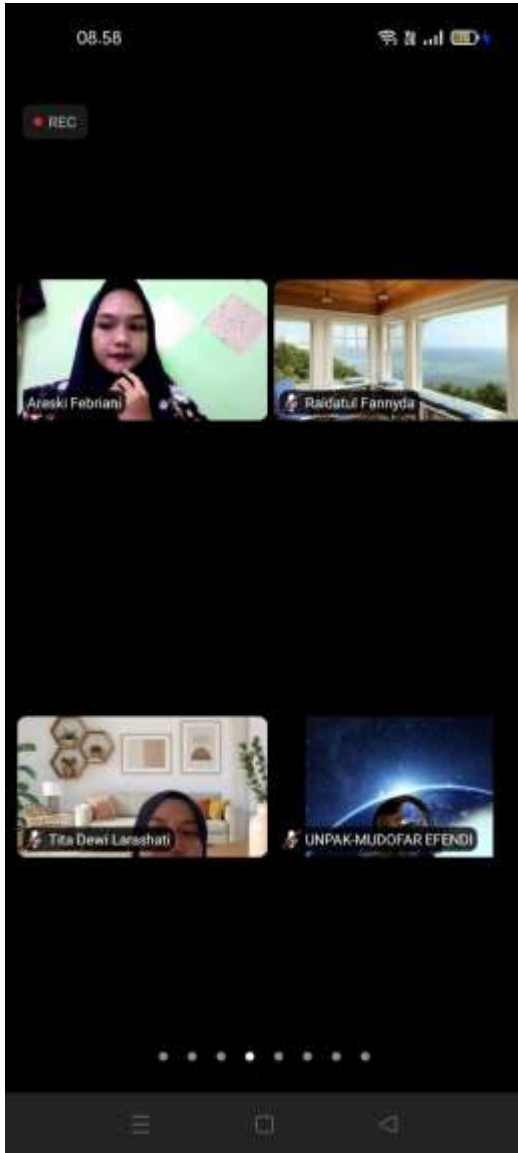 08.58
REC
Areski Febriani
Raidatul Fannyda
Tita Dewi Larashati
UNPAK-MUDOFAR EFENDI